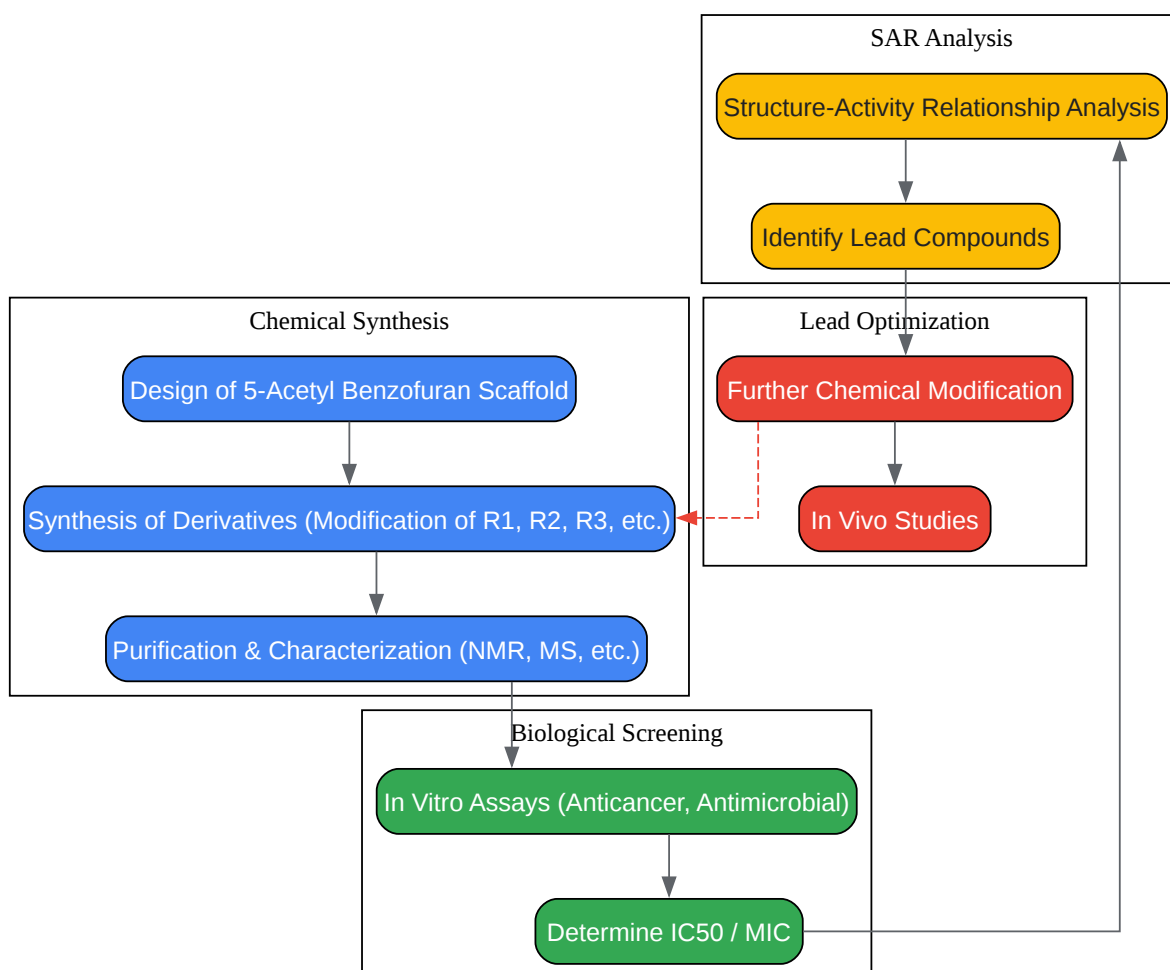 SAR Analysis
Structure-Activity Relationship Analysis
Identify Lead Compounds
Chemical Synthesis
Design of 5-Acetyl Benzofuran Scaffold
Synthesis of Derivatives (Modification of R1, R2, R3, etc.)
Purification & Characterization (NMR, MS, etc.)
Lead Optimization
Further Chemical Modification
In Vivo Studies
Biological Screening
In Vitro Assays (Anticancer, Antimicrobial)
Determine IC50 / MIC